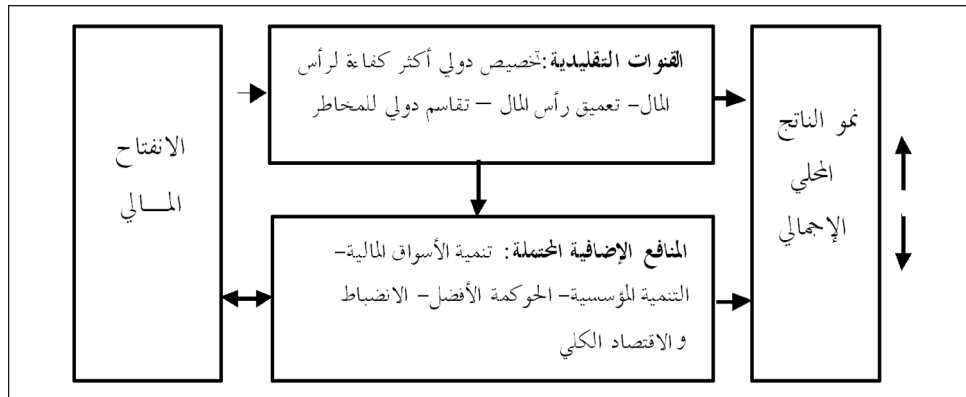 الانفتاح
المـــالي
القنوات التقليدية:تخصيص دولي أكثر كفاءة لرأس
المال- تعميق رأس المال – تقاسم دولي للمخاطر
المنافع الإضافية المحتملة: تنمية الأسواق المالية-
التنمية المؤسسية- الحوكمة الأفضل- الانضباط
و الاقتصاد الكلي
نمو الناتج
المحلي
الإجمالي